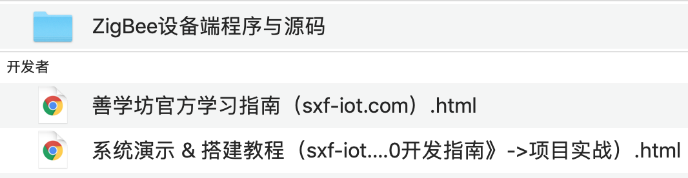 ZigBee设备端程序与源码
开发者
善学坊官方学习指南（sxf-iot.com）.html
系统演示 & 搭建教程（sxf-iot....0开发指南》->项目实战）.html